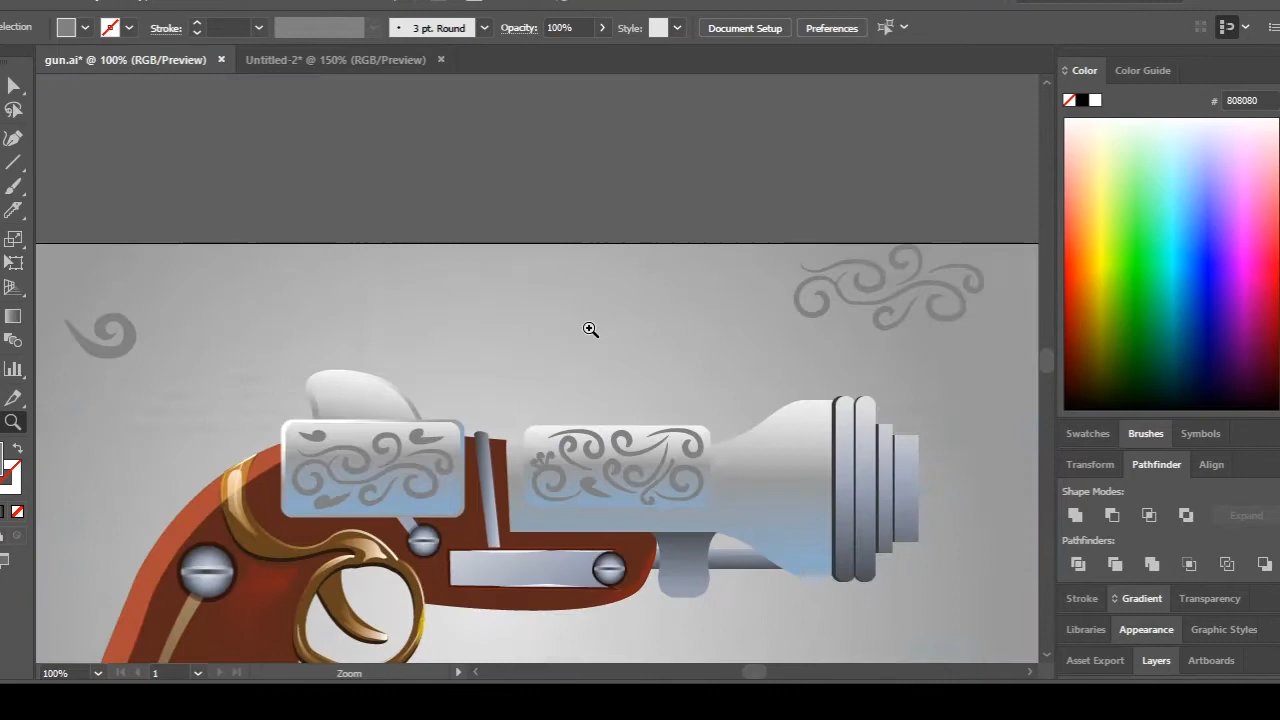 election
Stroke:
3 pt. Round
Opacity: 100%
Style:
Document Setup
Preferences
gun.ai* @ 100% (RGB/Preview) ×
Untitled-2* @ 150% (RGB/Preview) ×
Color
Color Guide
# 808080
Swatches
Brushes
Symbols
Transform
Pathfinder
Align
Shape Modes:
Expand
Pathfinders:
Stroke
Gradient
Transparency
Libraries
Appearance
Graphic Styles
Asset Export
Layers
Artboards
100%
1
Zoom